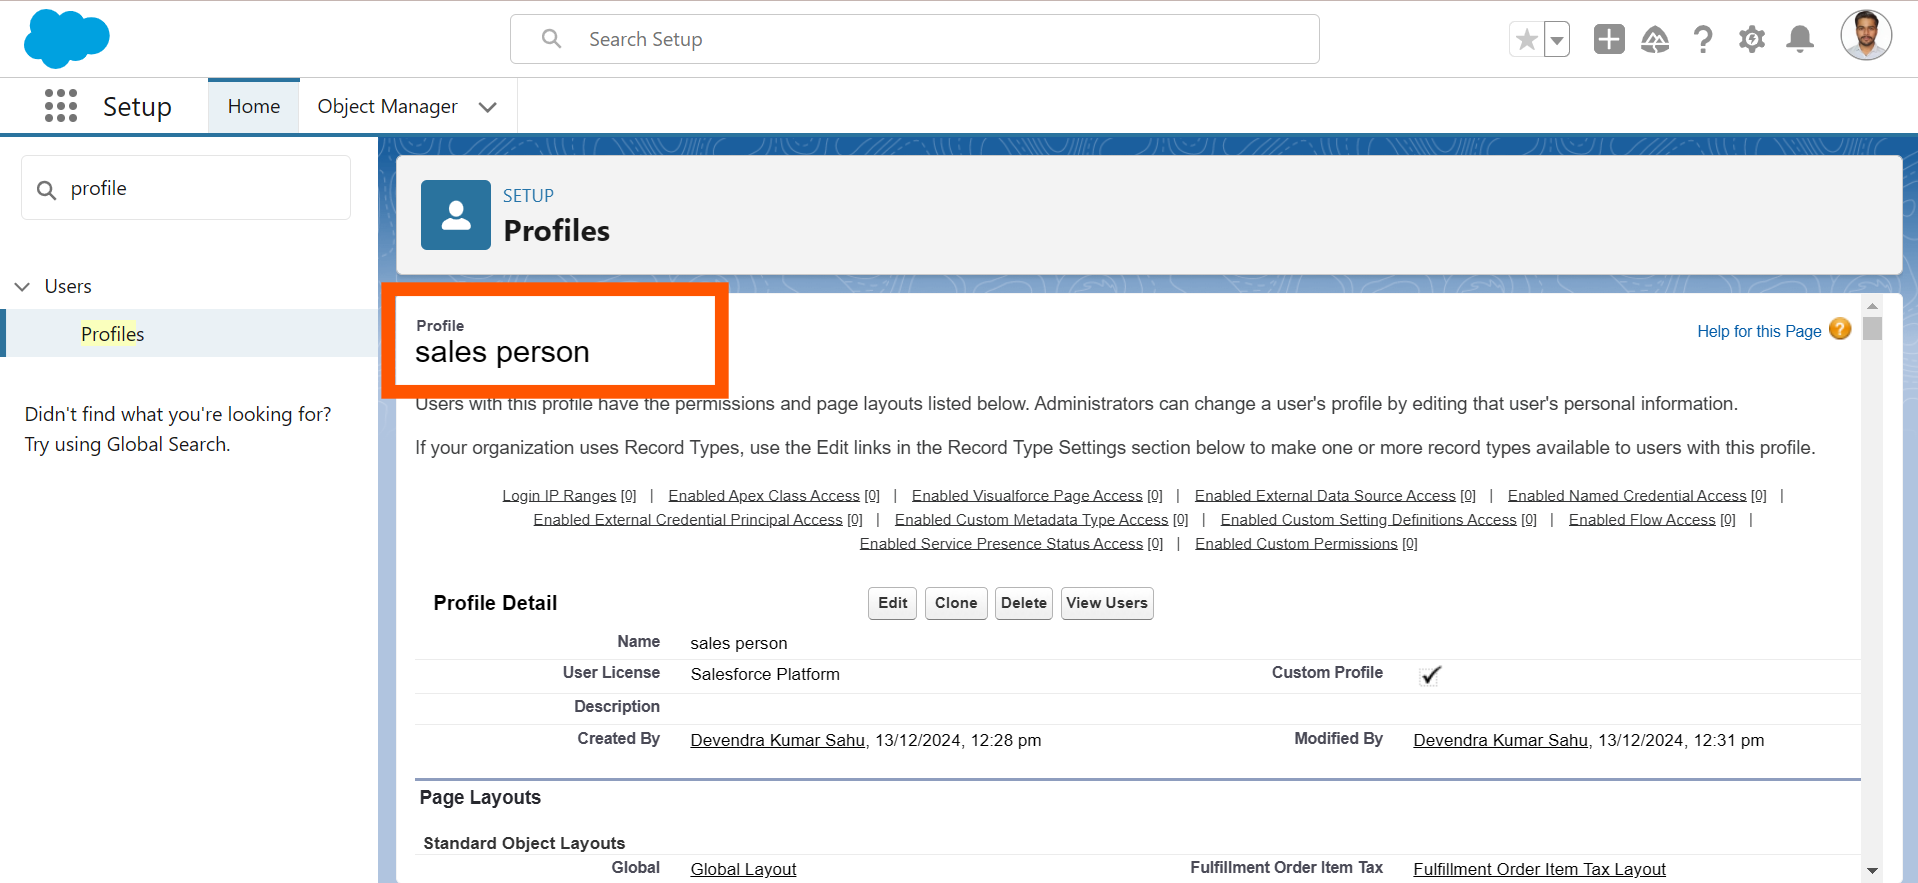 Search Setup
Setup
Home
Object Manager
profile
Users
Profiles
Didn't find what you're looking for?
Try using Global Search.
SETUP
Profiles
Profile
sales person
Help for this Page
Users with this profile have the permissions and page layouts listed below. Administrators can change a user's profile by editing that user's personal information.
If your organization uses Record Types, use the Edit links in the Record Type Settings section below to make one or more record types available to users with this profile.
Login IP Ranges [0] | Enabled Apex Class Access [0] | Enabled Visualforce Page Access [0] | Enabled External Data Source Access [0] | Enabled Named Credential Access [0] |
Enabled External Credential Principal Access [0] | Enabled Custom Metadata Type Access [0] | Enabled Custom Setting Definitions Access [0] | Enabled Flow Access [0] |
Enabled Service Presence Status Access [0] | Enabled Custom Permissions [0]
Profile Detail Edit Clone Delete View Users
Name sales person
User License Salesforce Platform Custom Profile
Description
Created By Devendra Kumar Sahu, 13/12/2024, 12:28 pm Modified By Devendra Kumar Sahu, 13/12/2024, 12:31 pm
Page Layouts
Standard Object Layouts
Global Global Layout Fulfillment Order Item Tax Fulfillment Order Item Tax Layout